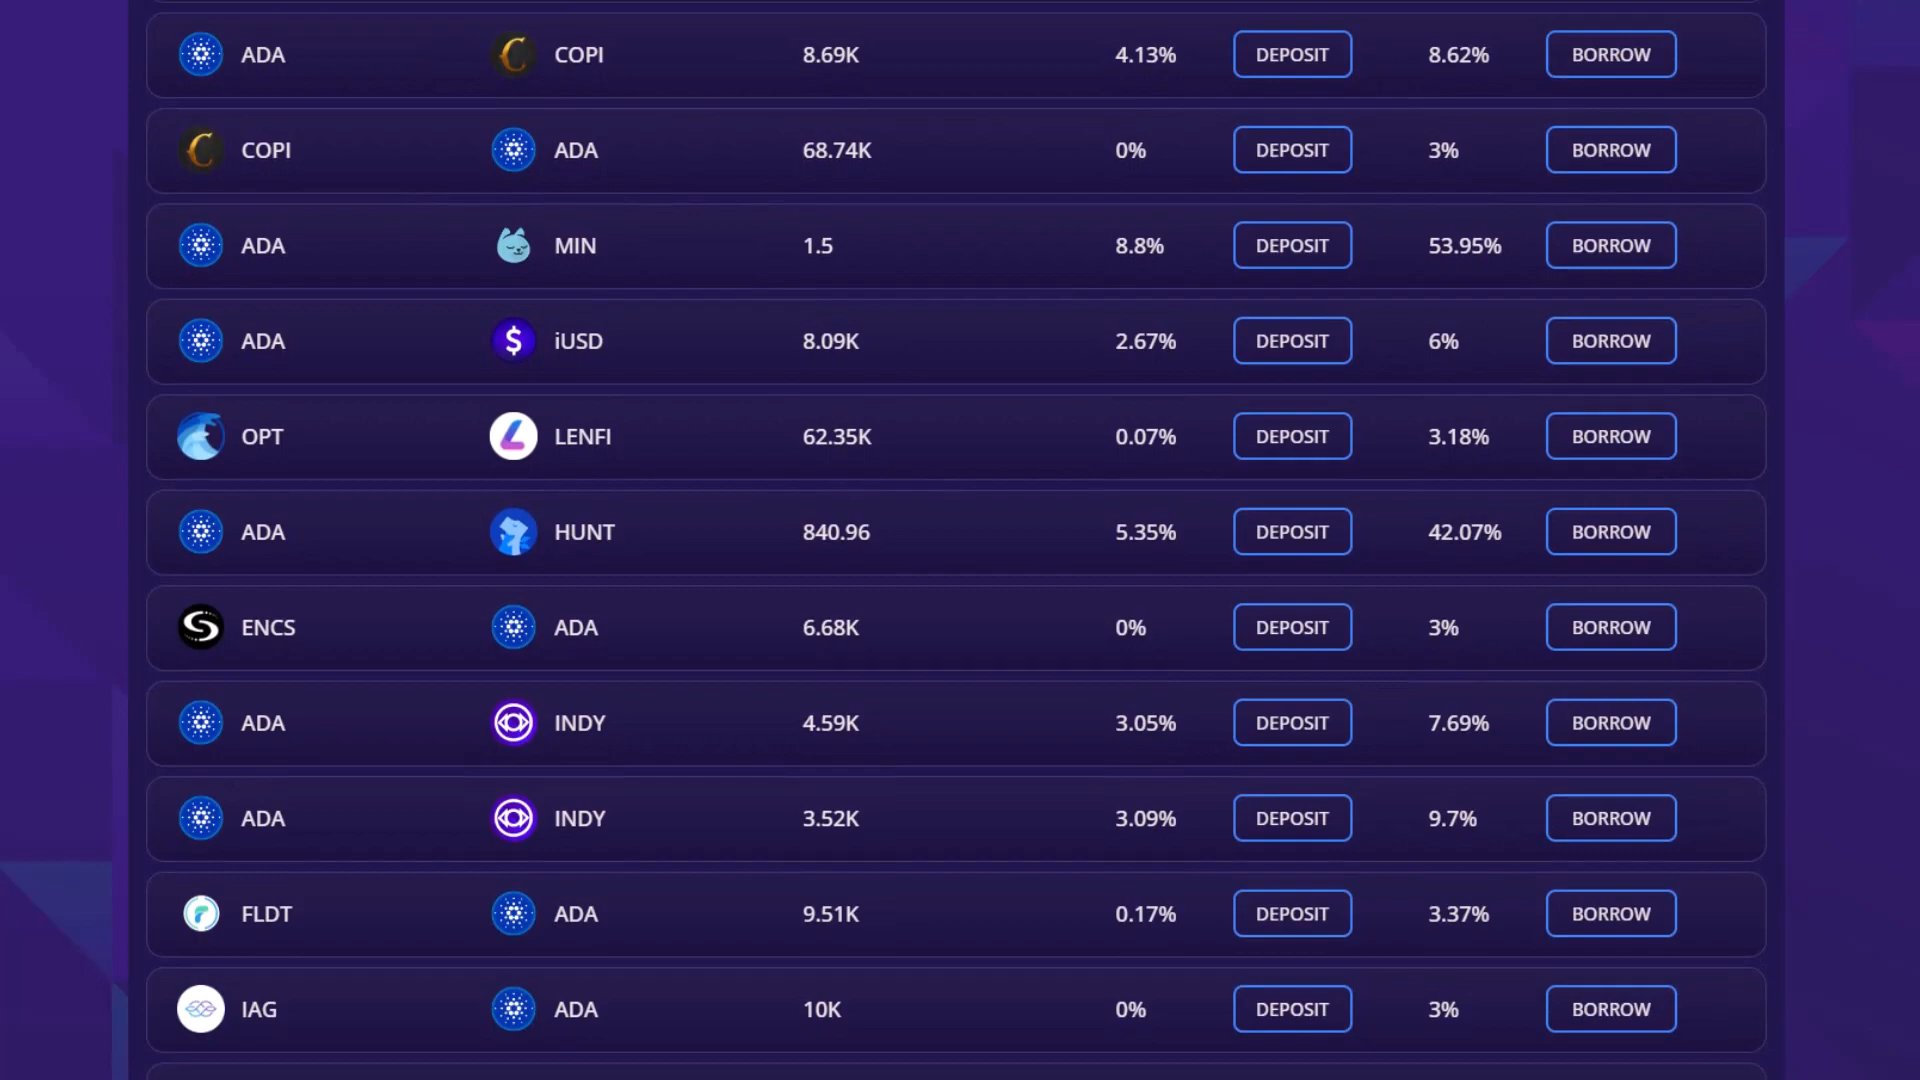 ADA COPI 8.69K 4.13% DEPOSIT 8.62% BORROW
COPI ADA 68.74K 0% DEPOSIT 3% BORROW
ADA MIN 1.5 8.8% DEPOSIT 53.95% BORROW
ADA iUSD 8.09K 2.67% DEPOSIT 6% BORROW
OPT LENFI 62.35K 0.07% DEPOSIT 3.18% BORROW
ADA HUNT 840.96 5.35% DEPOSIT 42.07% BORROW
ENCS ADA 6.68K 0% DEPOSIT 3% BORROW
ADA INDY 4.59K 3.05% DEPOSIT 7.69% BORROW
ADA INDY 3.52K 3.09% DEPOSIT 9.7% BORROW
FLDT ADA 9.51K 0.17% DEPOSIT 3.37% BORROW
IAG ADA 10K 0% DEPOSIT 3% BORROW